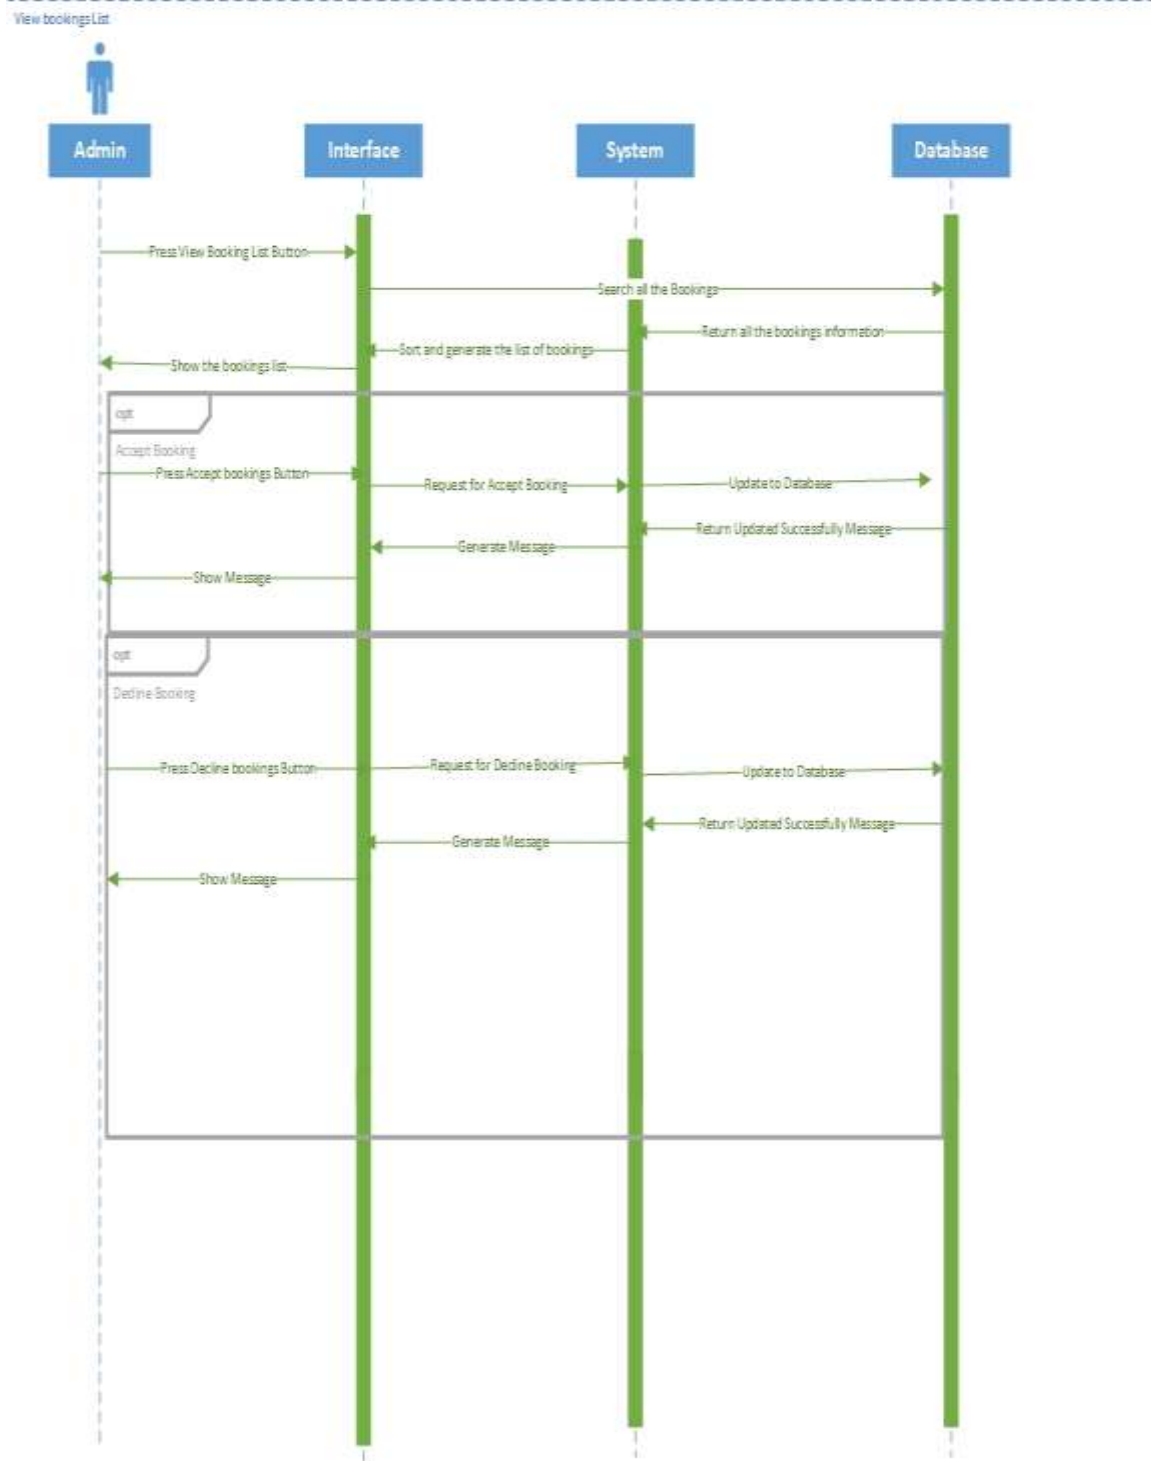 View bookings List
Admin
Interface
System
Database
Press View Booking List Button
Search all the Bookings
Return all the bookings information
Sort and generate the list of bookings
Show the bookings list
opt
Accept Booking
Press Accept bookings Button
Request for Accept Booking
Update to Database
Return Updated Successfully Message
Generate Message
Show Message
opt
Decline Booking
Press Decline bookings Button
Request for Decline Booking
Update to Database
Return Updated Successfully Message
Generate Message
Show Message